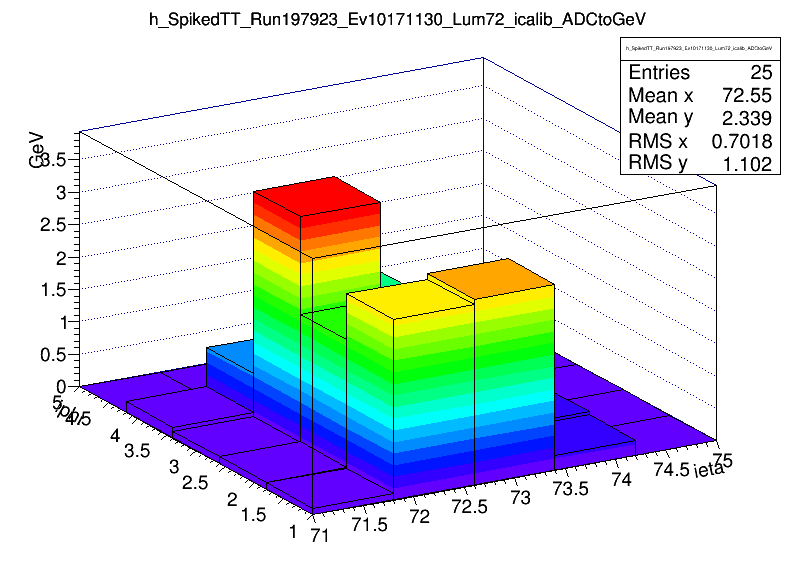 h_SpikedTT_Run197923_Ev10171130_Lum72_icalib_ADCtoGeV
h_SpikedTT_Run197923_Ev10171130_Lum72_icalib_ADCtoGeV
Entries 25
Mean x 72.55
Mean y 2.339
RMS x 0.7018
RMS y 1.102
GeV
3.5
3
2.5
2
1.5
1
0.5
0
5
4.5
iphi
4
3.5
3
2.5
2
1.5
1
71
71.5
72
72.5
73
73.5
74
74.5
75
ieta